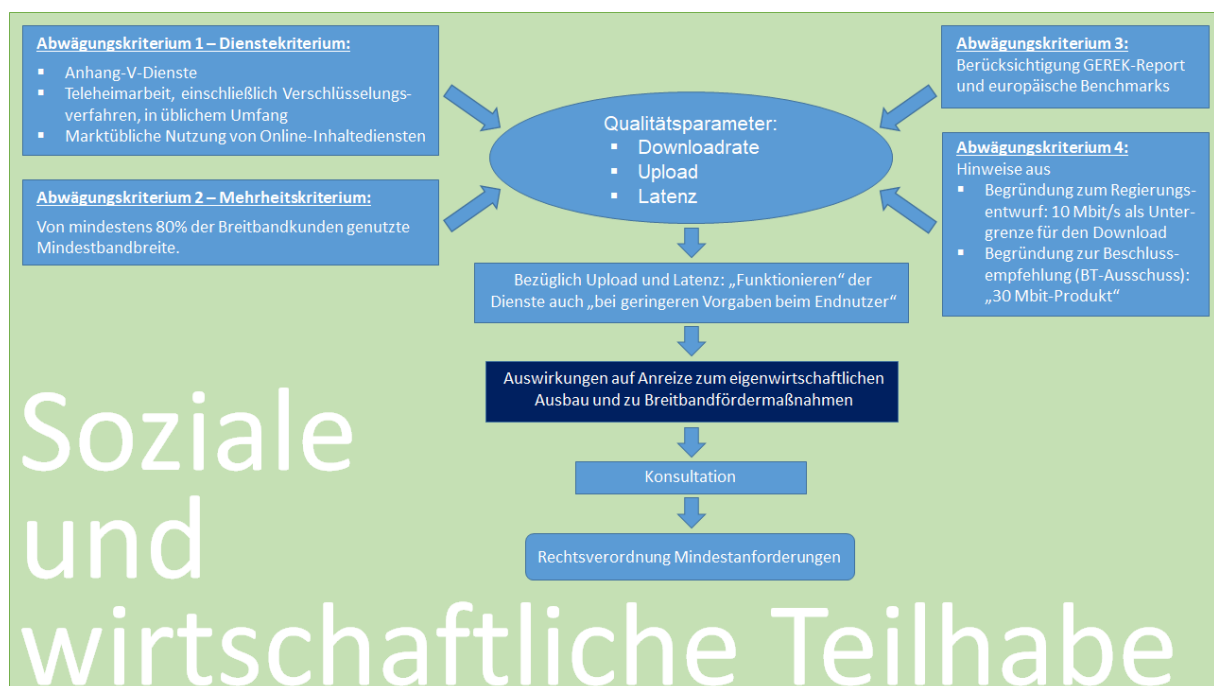 Abwägungskriterium 1 – Dienstekriterium:
▪ Anhang-V-Dienste
▪ Teleheimarbeit, einschließlich Verschlüsselungs-
verfahren, in üblichem Umfang
▪ Marktübliche Nutzung von Online-Inhaltediensten
Abwägungskriterium 2 – Mehrheitskriterium:
Von mindestens 80% der Breitbandkunden genutzte
Mindestbandbreite.
Qualitätsparameter:
▪ Downloadrate
▪ Upload
▪ Latenz
Abwägungskriterium 3:
Berücksichtigung GEREK-Report
und europäische Benchmarks
Abwägungskriterium 4:
Hinweise aus
▪ Begründung zum Regierungs-
entwurf: 10 Mbit/s als Unter-
grenze für den Download
▪ Begründung zur Beschluss-
empfehlung (BT-Ausschuss):
„30 Mbit-Produkt“
Bezüglich Upload und Latenz: „Funktionieren“ der
Dienste auch „bei geringeren Vorgaben beim Endnutzer“
Auswirkungen auf Anreize zum eigenwirtschaftlichen
Ausbau und zu Breitbandfördermaßnahmen
Konsultation
Rechtsverordnung Mindestanforderungen
Soziale
und
wirtschaftliche Teilhabe